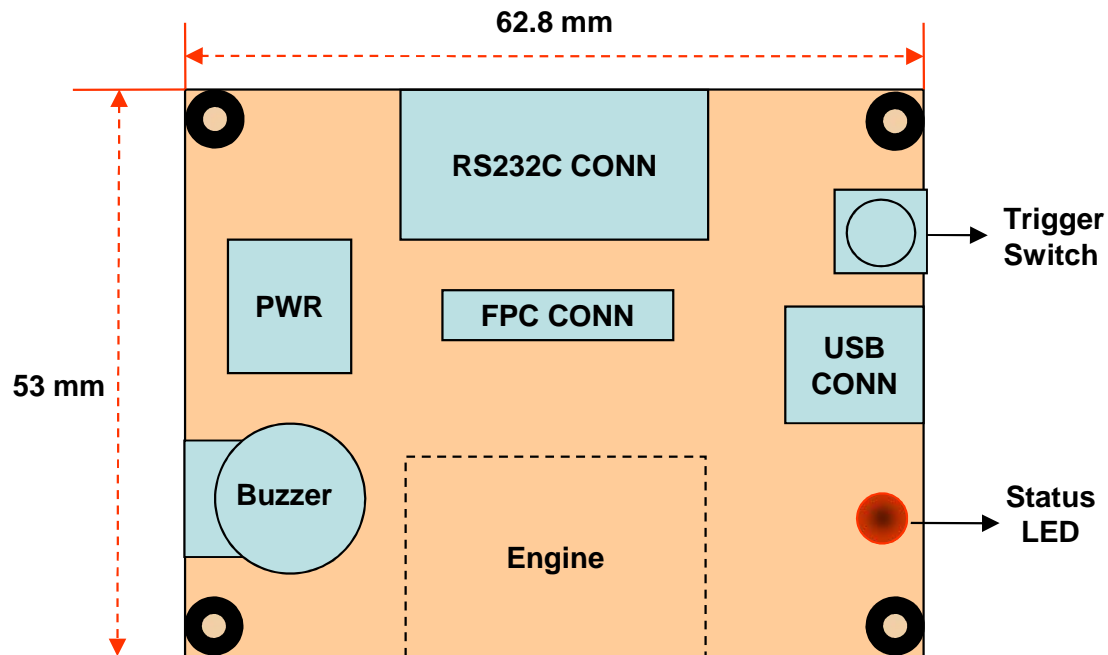 62.8 mm
RS232C CONN
Trigger
Switch
PWR
FPC CONN
USB
CONN
53 mm
Buzzer
Status
LED
Engine